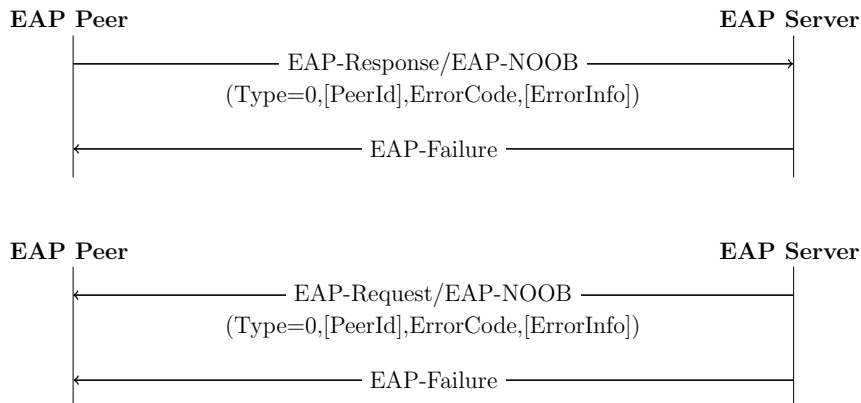 EAP Peer EAP Server
EAP-Response/EAP-NOOB
(Type=0,[PeerId],ErrorCode,[ErrorInfo])
EAP-Failure
EAP Peer EAP Server
EAP-Request/EAP-NOOB
(Type=0,[PeerId],ErrorCode,[ErrorInfo])
EAP-Failure